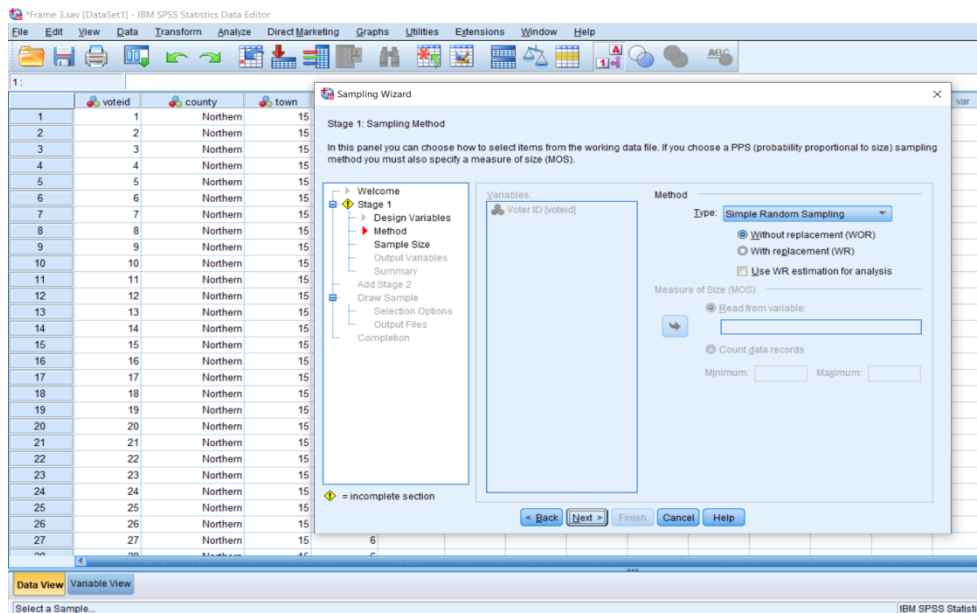 *Frame 3.sav [DataSet1] - IBM SPSS Statistics Data Editor
File Edit View Data Transform Analyze Direct Marketing Graphs Utilities Extensions Window Help
1 :
voteid county town var
1 1 Northern 15
2 2 Northern 15
3 3 Northern 15
4 4 Northern 15
5 5 Northern 15
6 6 Northern 15
7 7 Northern 15
8 8 Northern 15
9 9 Northern 15
10 10 Northern 15
11 11 Northern 15
12 12 Northern 15
13 13 Northern 15
14 14 Northern 15
15 15 Northern 15
16 16 Northern 15
17 17 Northern 15
18 18 Northern 15
19 19 Northern 15
20 20 Northern 15
21 21 Northern 15
22 22 Northern 15
23 23 Northern 15
24 24 Northern 15
25 25 Northern 15
26 26 Northern 15
27 27 Northern 15 6
Sampling Wizard
Stage 1: Sampling Method
In this panel you can choose how to select items from the working data file. If you choose a PPS (probability proportional to size) sampling
method you must also specify a measure of size (MOS).
Welcome
Stage 1
Design Variables
Method
Sample Size
Output Variables
Summary
Add Stage 2
Draw Sample
Selection Options
Output Files
Completion
= incomplete section
Variables:
Voter ID [voteid]
Method
Type: Simple Random Sampling
Without replacement (WOR)
With replacement (WR)
Use WR estimation for analysis
Measure of Size (MOS)
Read from variable:
Count data records
Minimum: Maximum:
< Back Next > Finish Cancel Help
Data View Variable View
Select a Sample... IBM SPSS Statisti